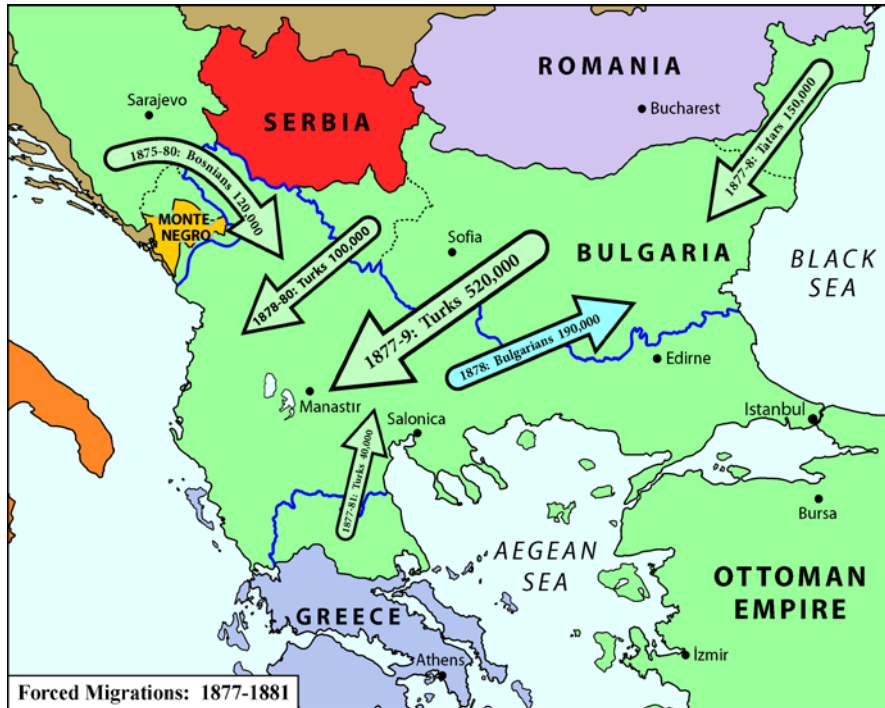 ROMANIA
Sarajevo
Bucharest
SERBIA
1877-8: Tatars 150,000
1875-80: Bosnians 120,000
MONTE-
NEGRO
Sofia
BULGARIA
1878-80: Turks 100,000
BLACK
SEA
1877-9: Turks 520,000
1878: Bulgarians 190,000
Edirne
Manastır
Salonica
Istanbul
1877-81: Turks 40,000
Bursa
AEGEAN
SEA
OTTOMAN
EMPIRE
GREECE
Athens
İzmir
Forced Migrations: 1877-1881